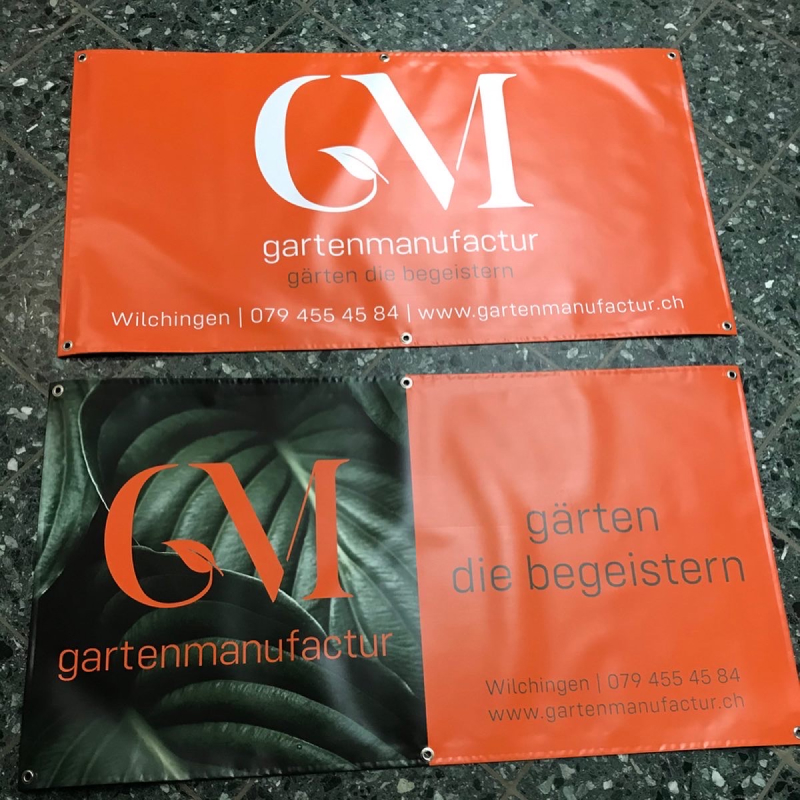 GM
gartenmanufactur
gärten die begeistern
Wilchingen | 079 455 45 84 | www.gartenmanufactur.ch
GM
gartenmanufactur
gärten
die begeistern
Wilchingen | 079 455 45 84
www.gartenmanufactur.ch